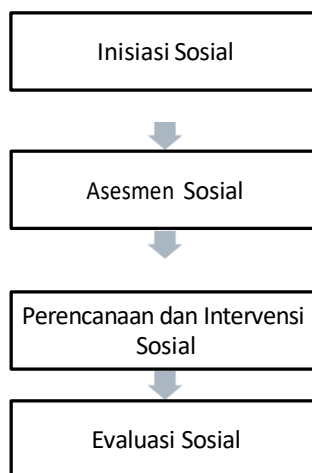 Inisiasi Sosial
Asesmen Sosial
Perencanaan dan Intervensi
Sosial
Evaluasi Sosial